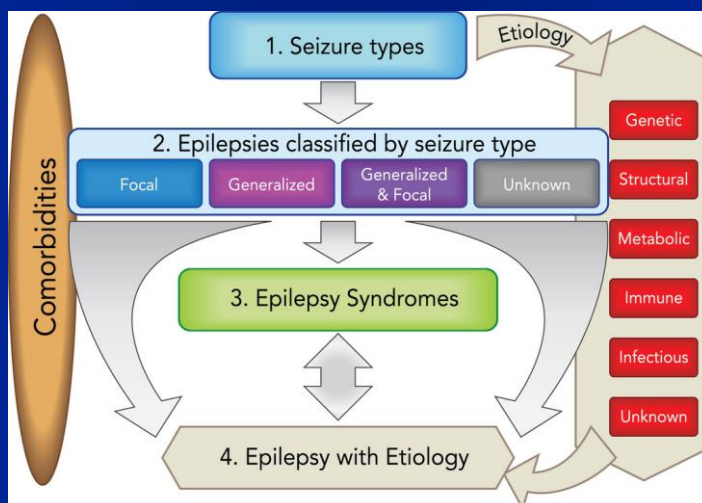 1. Seizure types
Etiology
Comorbidities
2. Epilepsies classified by seizure type
Focal
Generalized
Generalized
& Focal
Unknown
3. Epilepsy Syndromes
4. Epilepsy with Etiology
Genetic
Structural
Metabolic
Immune
Infectious
Unknown